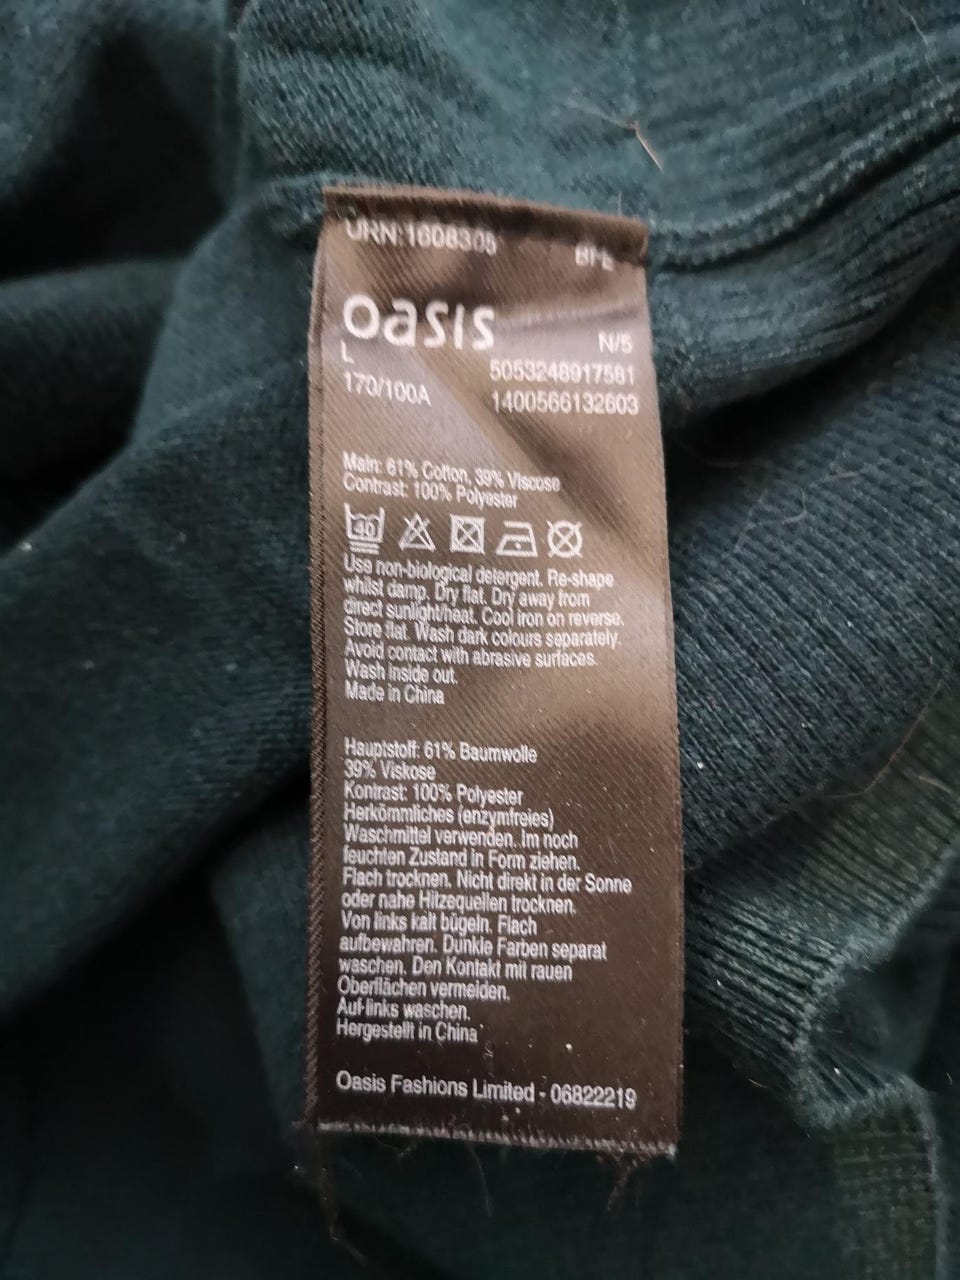 URN:1608305 BFL
oasis
N/5
L 5053248917581
170/100A 1400566132603
Main: 61% Cotton, 39% Viscose
Contrast: 100% Polyester
40
Use non-biological detergent. Re-shape
whilst damp. Dry flat. Dry away from
direct sunlight/heat. Cool iron on reverse.
Store flat. Wash dark colours separately.
Avoid contact with abrasive surfaces.
Wash inside out.
Made in China
Hauptstoff: 61% Baumwolle
39% Viskose
Kontrast: 100% Polyester
Herkömmliches (enzymfreies)
Waschmittel verwenden. Im noch
feuchten Zustand in Form ziehen.
Flach trocknen. Nicht direkt in der Sonne
oder nahe Hitzequellen trocknen.
Von links kalt bügeln. Flach
aufbewahren. Dunkle Farben separat
waschen. Den Kontakt mit rauen
Oberflächen vermeiden.
Auf links waschen.
Hergestellt in China
Oasis Fashions Limited - 06822219